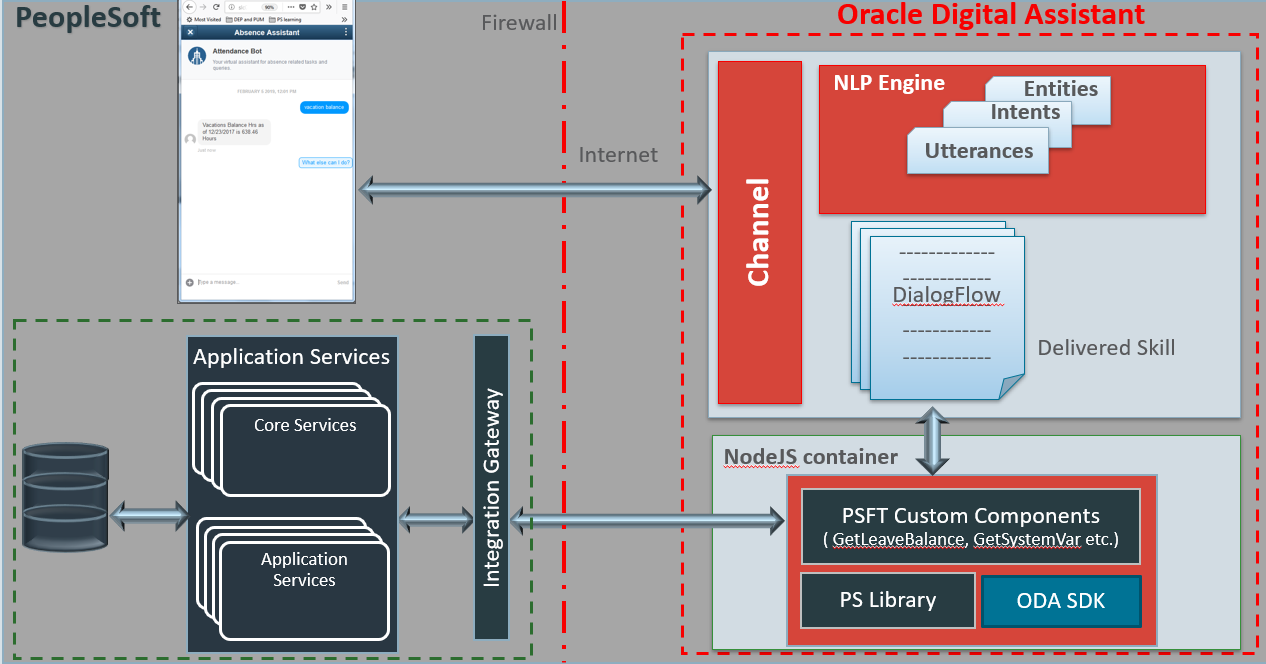 PeopleSoft
Firewall
Oracle Digital Assistant
90%
Most Visited
DEP and PUM
PS learning
Absence Assistant
Attendance Bot
Your virtual assistant for absence related tasks and
queries.
FEBRUARY 2 2018, 12:01 PM
vacation balance
Vacations Balance Hrs as
of 12/23/2017 is 638.46
Hours
Just now
What else can I do?
Type a message...
Send
Internet
Channel
NLP Engine
Entities
Intents
Utterances
-------------
------------
DialogFlow
------------
------------
Delivered Skill
Application Services
Core Services
Application
Services
Integration Gateway
NodeJS container
PSFT Custom Components
( GetLeaveBalance, GetSystemVar etc.)
PS Library
ODA SDK